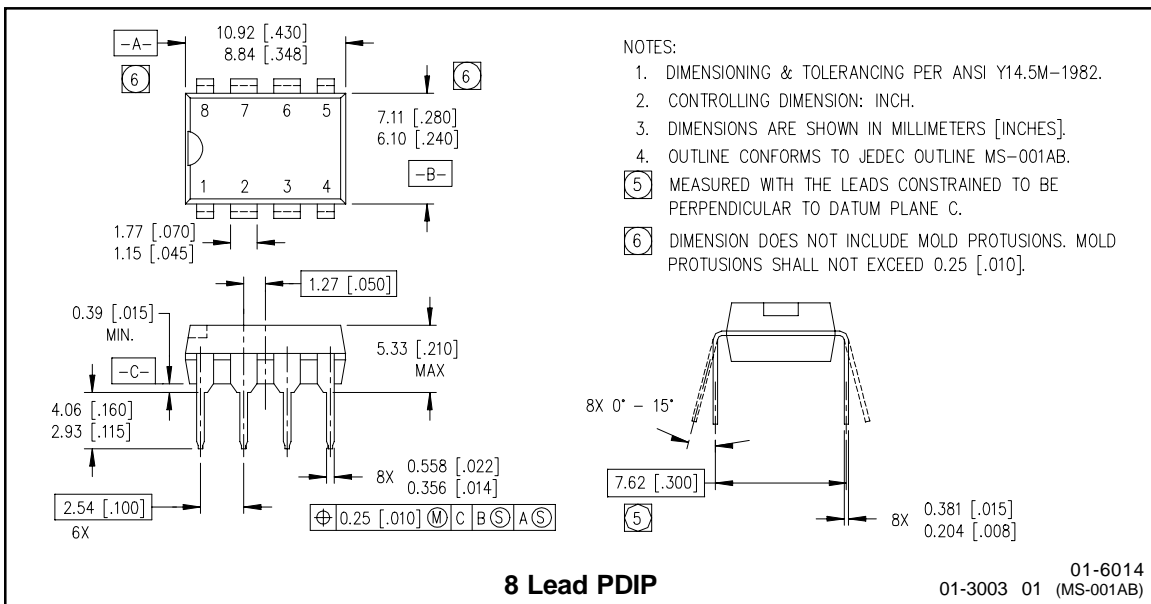 -A-
10.92 [.430]
8.84 [.348]
6
6
8 7 6 5
1 2 3 4
7.11 [.280]
6.10 [.240]
-B-
1.77 [.070]
1.15 [.045]
1.27 [.050]
0.39 [.015]
MIN.
-C-
5.33 [.210]
MAX
4.06 [.160]
2.93 [.115]
2.54 [.100]
6X
8X 0.558 [.022]
0.356 [.014]
⌖ 0.25 [.010] Ⓜ C B Ⓢ A Ⓢ
NOTES:
1. DIMENSIONING & TOLERANCING PER ANSI Y14.5M-1982.
2. CONTROLLING DIMENSION: INCH.
3. DIMENSIONS ARE SHOWN IN MILLIMETERS [INCHES].
4. OUTLINE CONFORMS TO JEDEC OUTLINE MS-001AB.
5 MEASURED WITH THE LEADS CONSTRAINED TO BE
PERPENDICULAR TO DATUM PLANE C.
6 DIMENSION DOES NOT INCLUDE MOLD PROTUSIONS. MOLD
PROTUSIONS SHALL NOT EXCEED 0.25 [.010].
8X 0° - 15°
7.62 [.300]
5
8X 0.381 [.015]
0.204 [.008]
8 Lead PDIP
01-6014
01-3003 01 (MS-001AB)